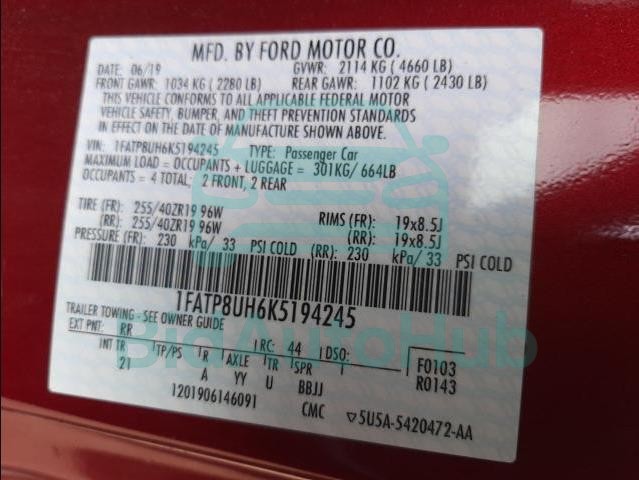 MFD. BY FORD MOTOR CO.
DATE: 06/19 GVWR: 2114 KG ( 4660 LB)
FRONT GAWR: 1034 KG ( 2280 LB) REAR GAWR: 1102 KG ( 2430 LB)
THIS VEHICLE CONFORMS TO ALL APPLICABLE FEDERAL MOTOR
VEHICLE SAFETY, BUMPER, AND THEFT PREVENTION STANDARDS
IN EFFECT ON THE DATE OF MANUFACTURE SHOWN ABOVE.
VIN: 1FATP8UH6K5194245 TYPE: Passenger Car
MAXIMUM LOAD = OCCUPANTS + LUGGAGE = 301KG/ 664LB
OCCUPANTS = 4 TOTAL: 2 FRONT, 2 REAR
TIRE (FR): 255/40ZR19 96W RIMS (FR): 19x8.5J
(RR): 255/40ZR19 96W (RR): 19x8.5J
PRESSURE (FR): 230 kPa/ 33 PSI COLD (RR): 230 kPa/ 33 PSI COLD
1FATP8UH6K5194245
TRAILER TOWING - SEE OWNER GUIDE
EXT PNT: RR RC: 44 DSO:
INT TR TP/PS R AXLE TR SPR F0103
21 A YY U BBJJ R0143
1201906146091 CMC 5U5A-5420472-AA
BidAutoHub